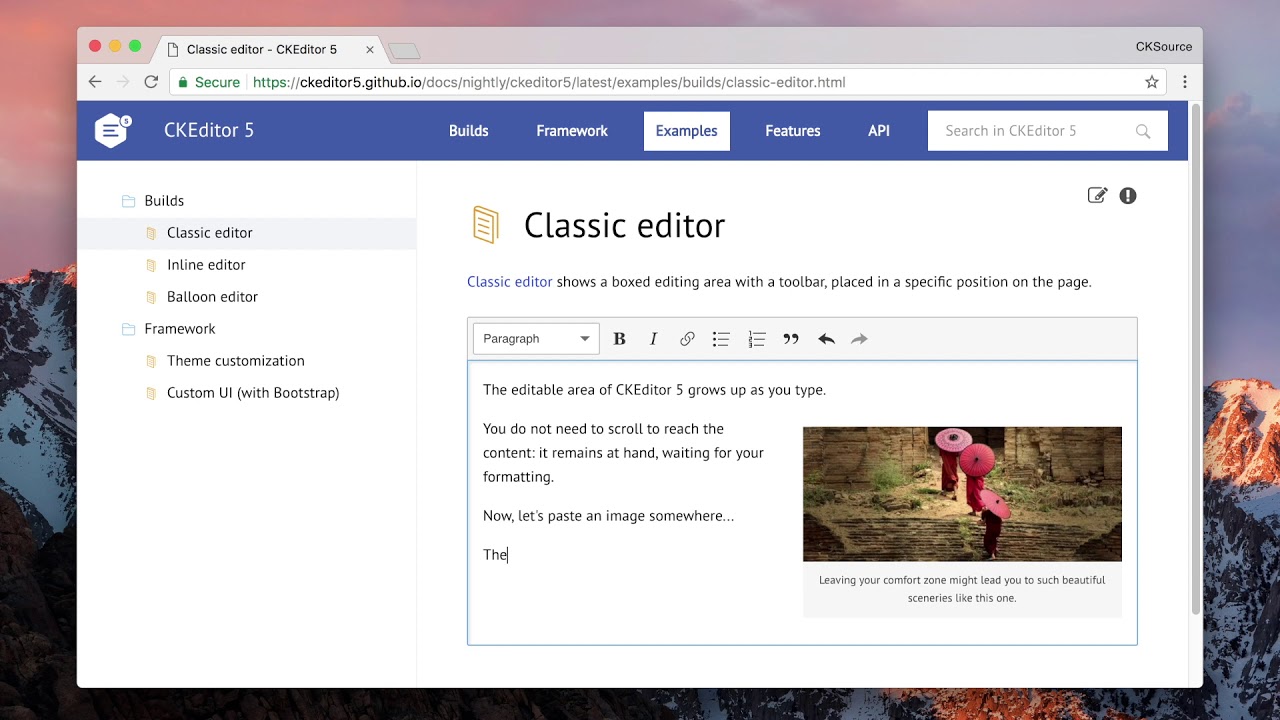 Classic editor - CKEditor 5
CKSource
Secure
https://ckeditor5.github.io/docs/nightly/ckeditor5/latest/examples/builds/classic-editor.html
5
CKEditor 5
Builds
Framework
Examples
Features
API
Search in CKEditor 5
Builds
Classic editor
Inline editor
Balloon editor
Framework
Theme customization
Custom UI (with Bootstrap)
Classic editor
Classic editor shows a boxed editing area with a toolbar, placed in a specific position on the page.
Paragraph
B
I
The editable area of CKEditor 5 grows up as you type.
You do not need to scroll to reach the
content: it remains at hand, waiting for your
formatting.
Now, let's paste an image somewhere...
The
Leaving your comfort zone might lead you to such beautiful
sceneries like this one.